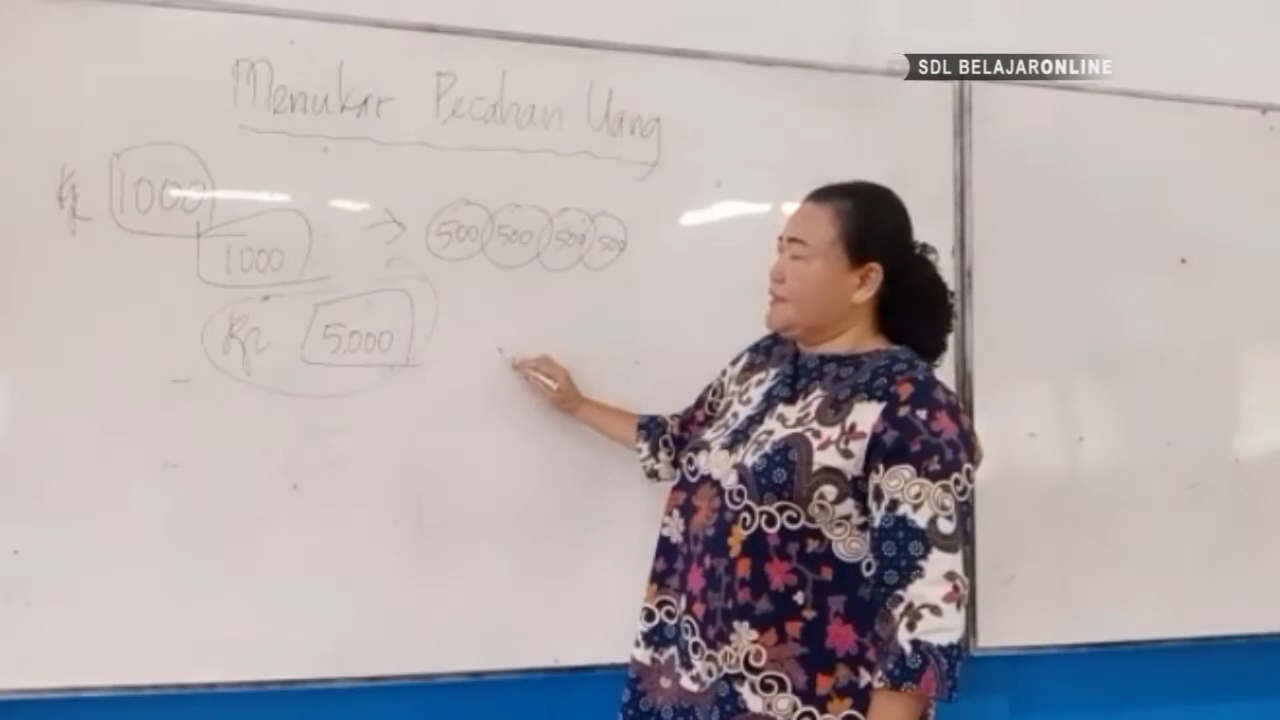 SDL BELAJARONLINE
Menukar Pecahan Uang
Rp 1000
1000 → 500 500 500 500
Rp 5.000